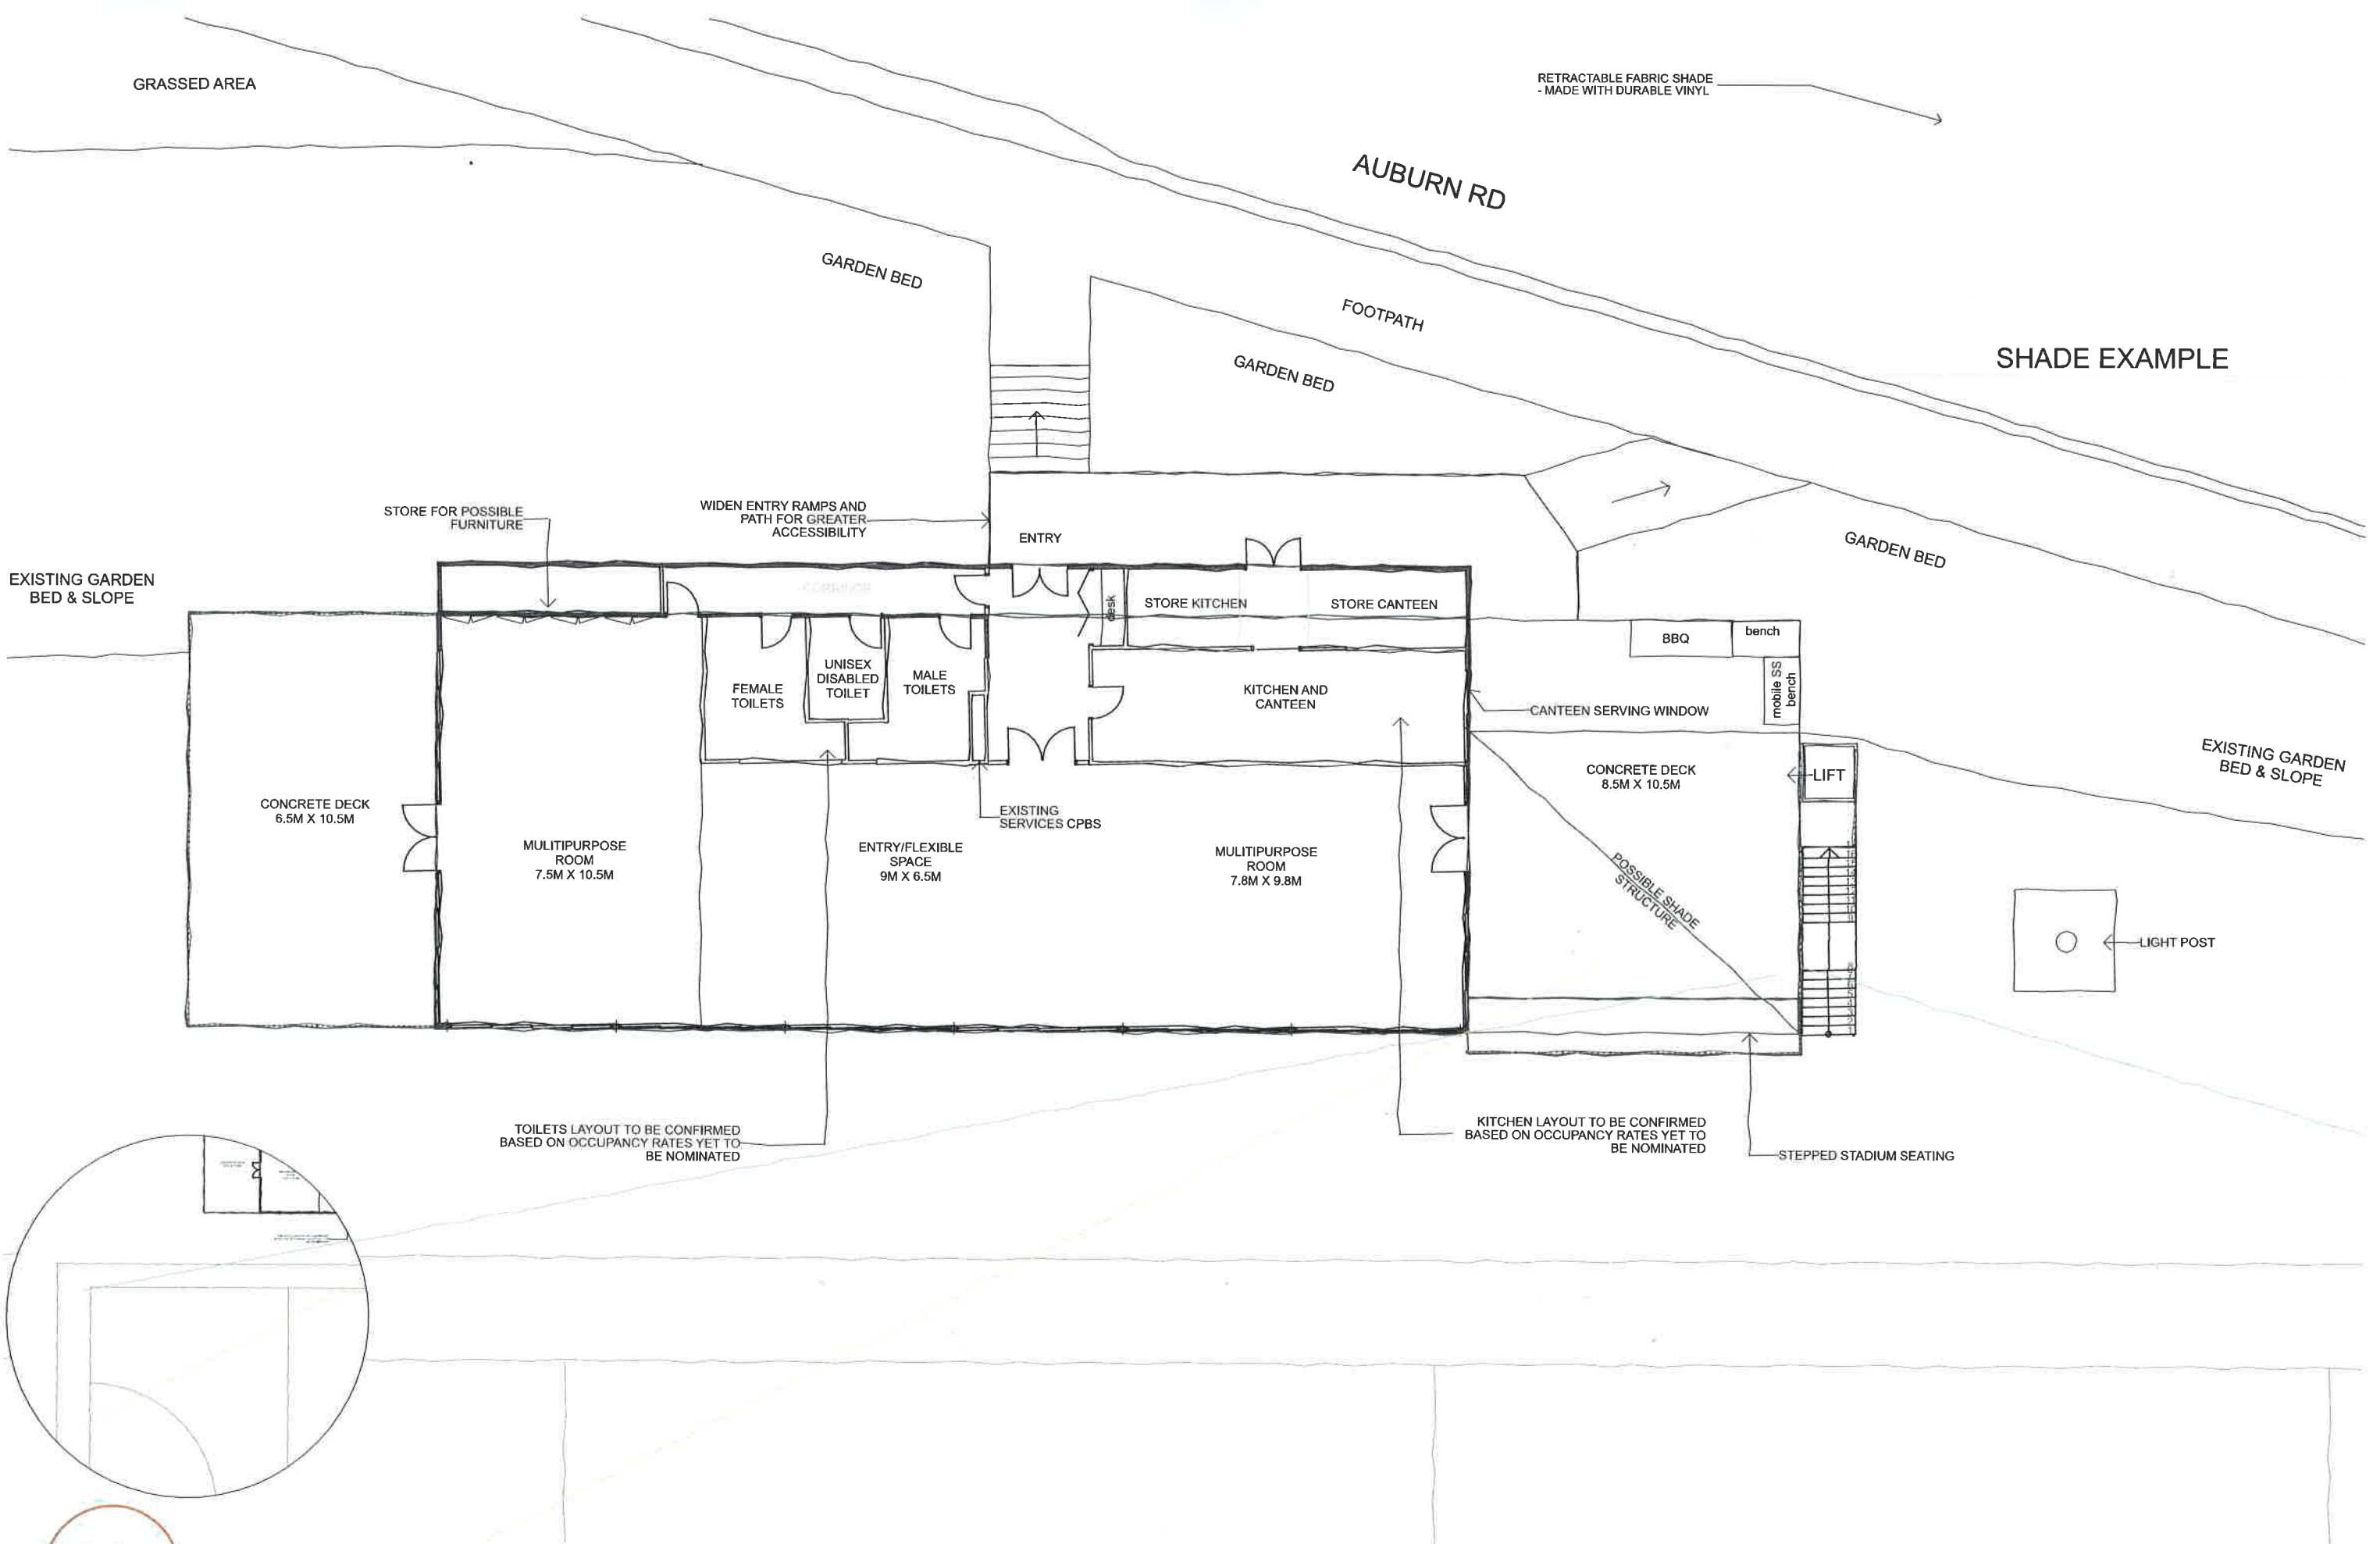 GRASSED AREA
RETRACTABLE FABRIC SHADE
- MADE WITH DURABLE VINYL
AUBURN RD
GARDEN BED
FOOTPATH
SHADE EXAMPLE
GARDEN BED
STORE FOR POSSIBLE
FURNITURE
WIDEN ENTRY RAMPS AND
PATH FOR GREATER
ACCESSIBILITY
ENTRY
GARDEN BED
EXISTING GARDEN
BED & SLOPE
CORRIDOR
desk
STORE KITCHEN
STORE CANTEEN
BBQ
bench
mobile SS
bench
FEMALE
TOILETS
UNISEX
DISABLED
TOILET
MALE
TOILETS
KITCHEN AND
CANTEEN
CANTEEN SERVING WINDOW
EXISTING GARDEN
BED & SLOPE
CONCRETE DECK
6.5M X 10.5M
EXISTING
SERVICES CPBS
CONCRETE DECK
8.5M X 10.5M
LIFT
MULITIPURPOSE
ROOM
7.5M X 10.5M
ENTRY/FLEXIBLE
SPACE
9M X 6.5M
MULITIPURPOSE
ROOM
7.8M X 9.8M
POSSIBLE SHADE
STRUCTURE
LIGHT POST
TOILETS LAYOUT TO BE CONFIRMED
BASED ON OCCUPANCY RATES YET TO
BE NOMINATED
KITCHEN LAYOUT TO BE CONFIRMED
BASED ON OCCUPANCY RATES YET TO
BE NOMINATED
STEPPED STADIUM SEATING